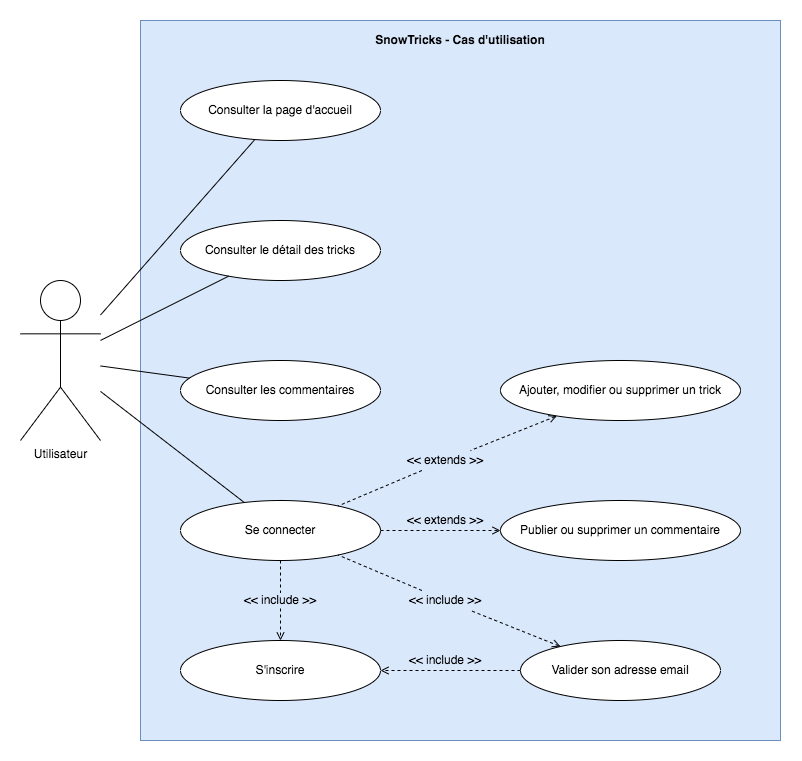 SnowTricks - Cas d'utilisation
Consulter la page d'accueil
Consulter le détail des tricks
Consulter les commentaires
Ajouter, modifier ou supprimer un trick
Utilisateur
<< extends >>
<< extends >>
Se connecter
Publier ou supprimer un commentaire
<< include >>
<< include >>
<< include >>
S'inscrire
Valider son adresse email